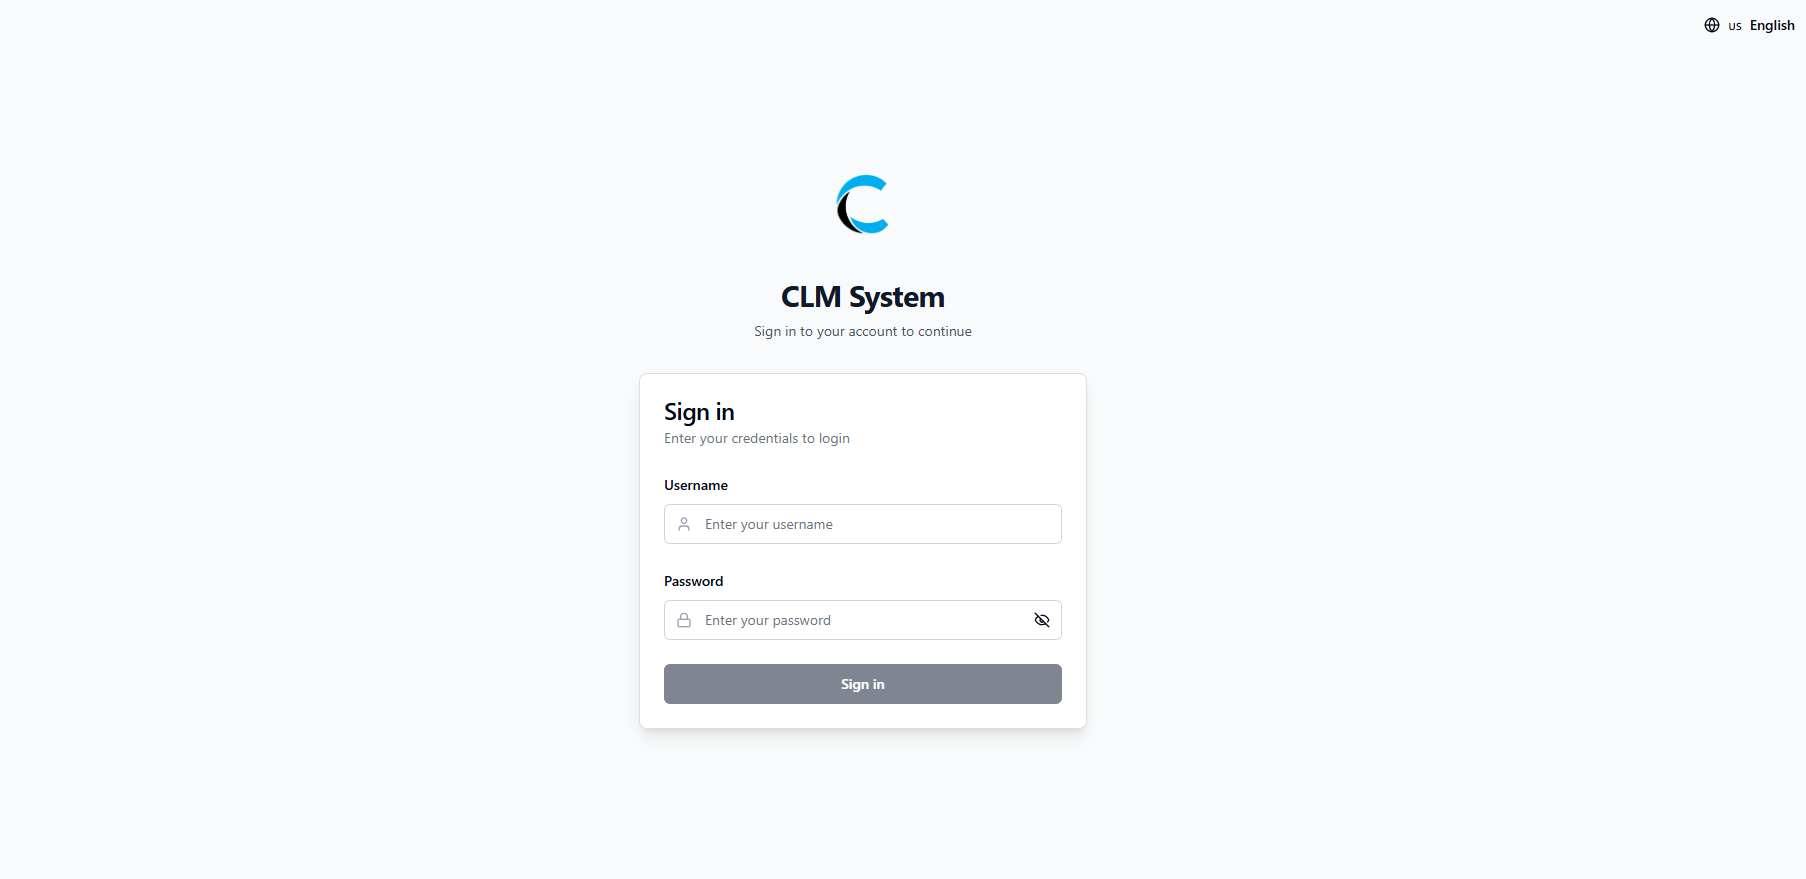 us English
CLM System
Sign in to your account to continue
Sign in
Enter your credentials to login
Username
Enter your username
Password
Enter your password
Sign in